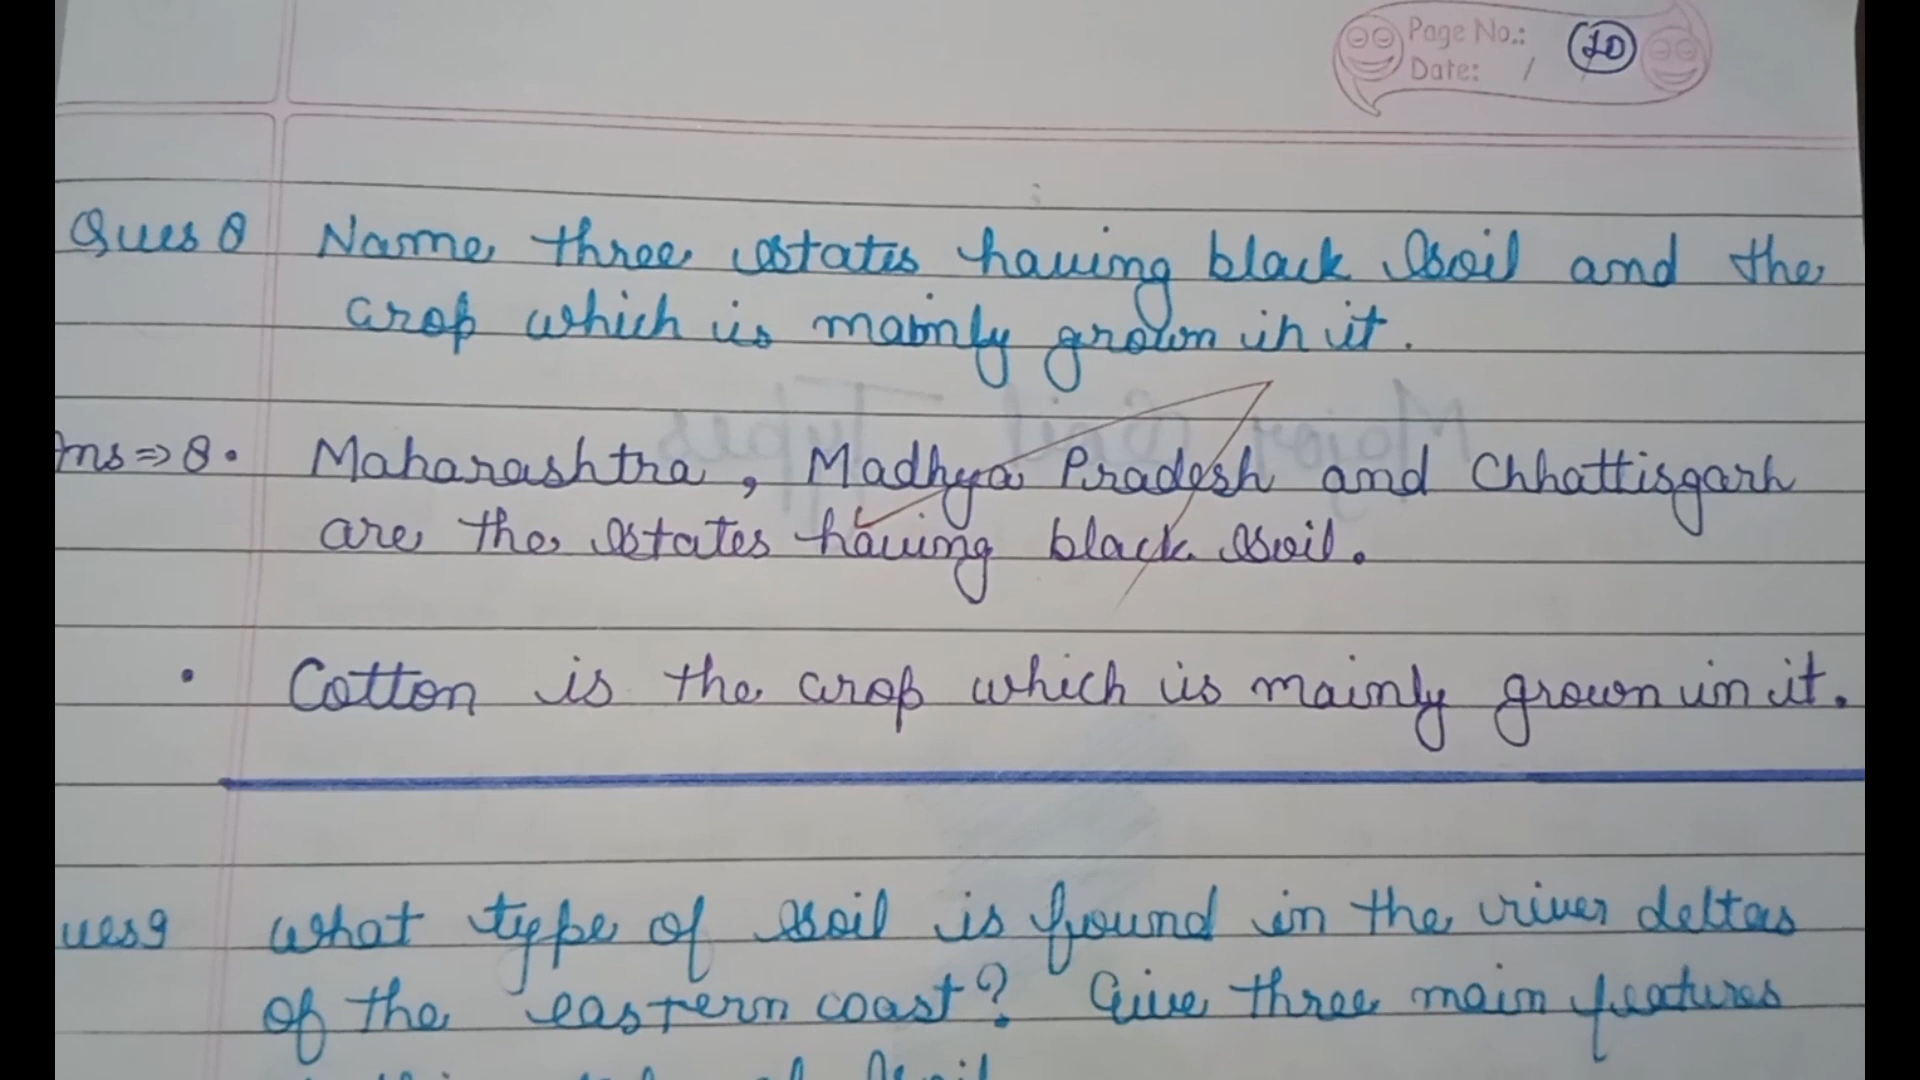 Page No.: 10
Date: /
Ques 8 Name three states having black soil and the
crop which is mainly grown in it.
Ans⇒ 8. Maharashtra, Madhya Pradesh and Chhattisgarh
are the states having black soil.
• Cotton is the crop which is mainly grown in it.
ues 9 what type of soil is found in the river deltas
of the eastern coast? Give three main features
soil